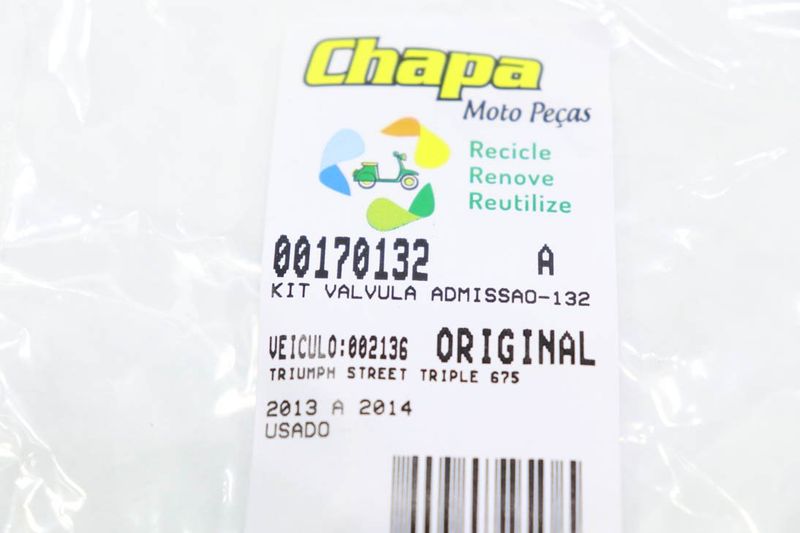 Chapa
Moto Peças
Recicle
Renove
Reutilize
00170132 A
KIT VALVULA ADMISSAO-132
VEICULO:002136 ORIGINAL
TRIUMPH STREET TRIPLE 675
2013 A 2014
USADO